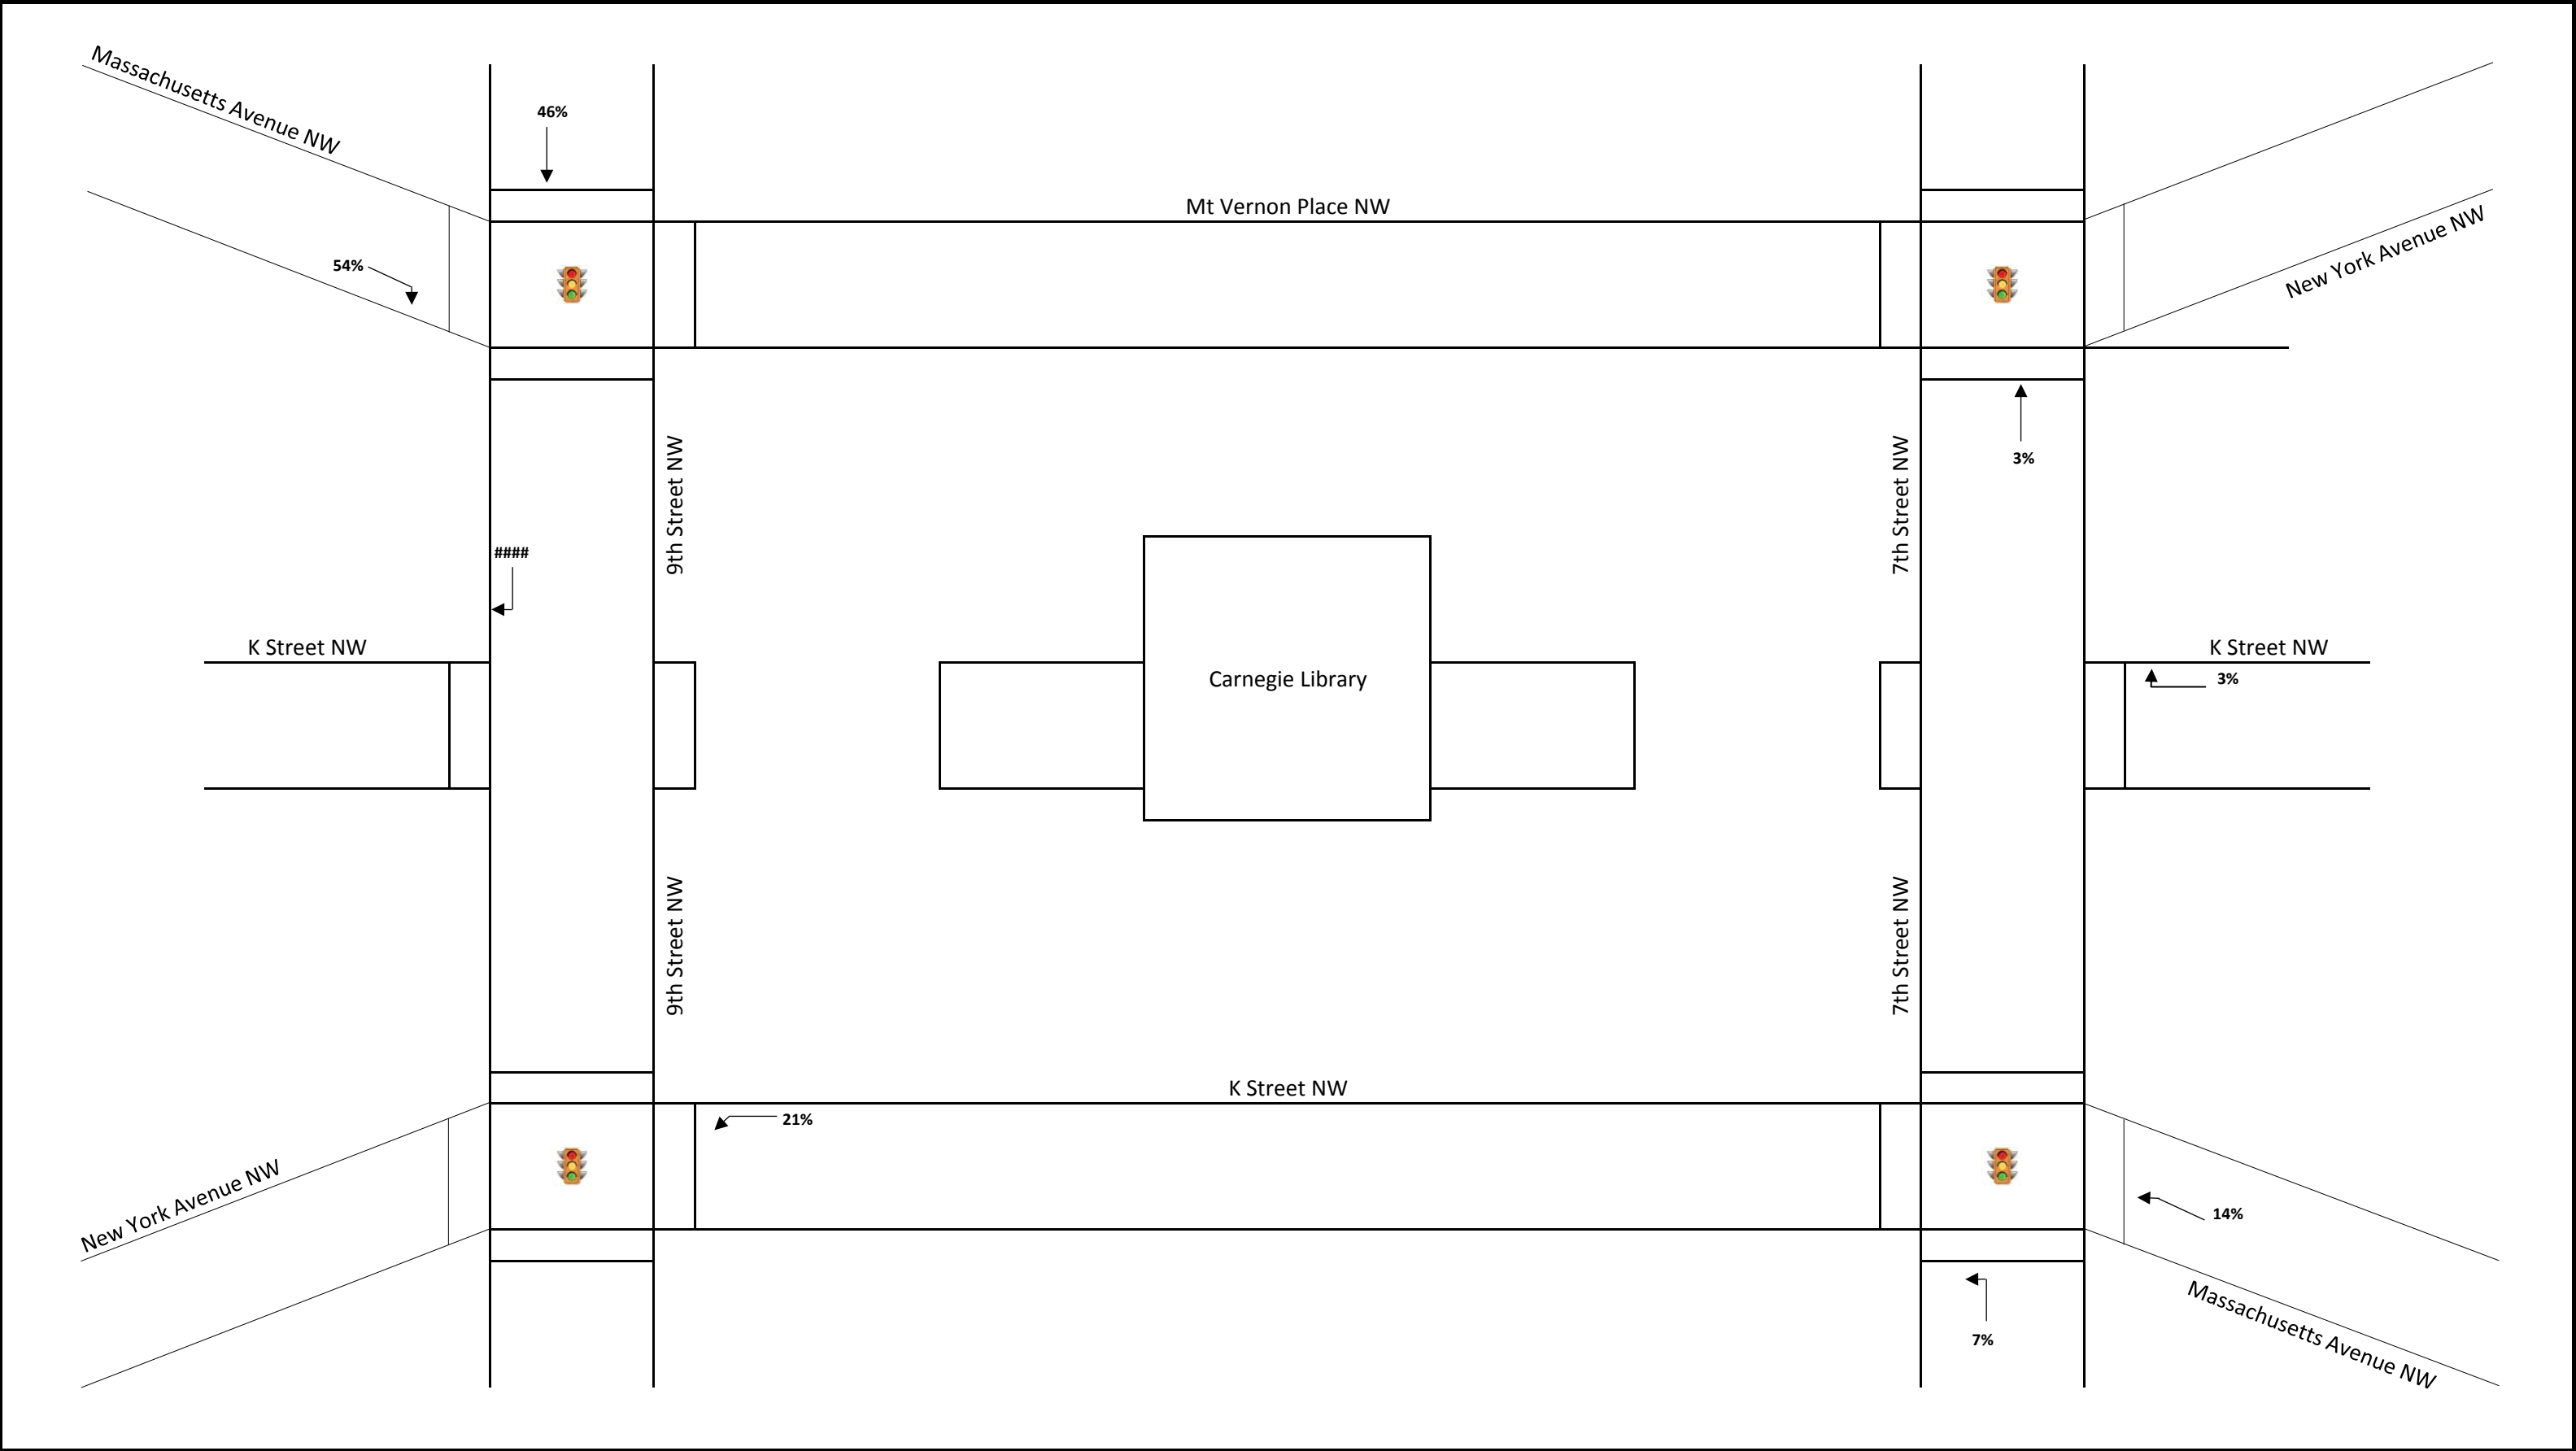 Massachusetts Avenue NW
46%
Mt Vernon Place NW
54%
New York Avenue NW
9th Street NW
7th Street NW
3%
####
K Street NW
Carnegie Library
K Street NW
3%
9th Street NW
7th Street NW
K Street NW
21%
New York Avenue NW
14%
7%
Massachusetts Avenue NW